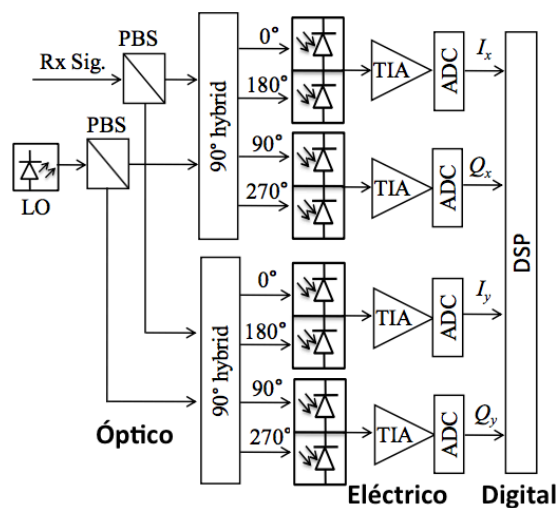 PBS
Rx Sig.
PBS
LO
90° hybrid
0°
180°
90°
270°
TIA
ADC
I_x
TIA
ADC
Q_x
90° hybrid
0°
180°
90°
270°
TIA
ADC
I_y
TIA
ADC
Q_y
DSP
Óptico
Eléctrico
Digital